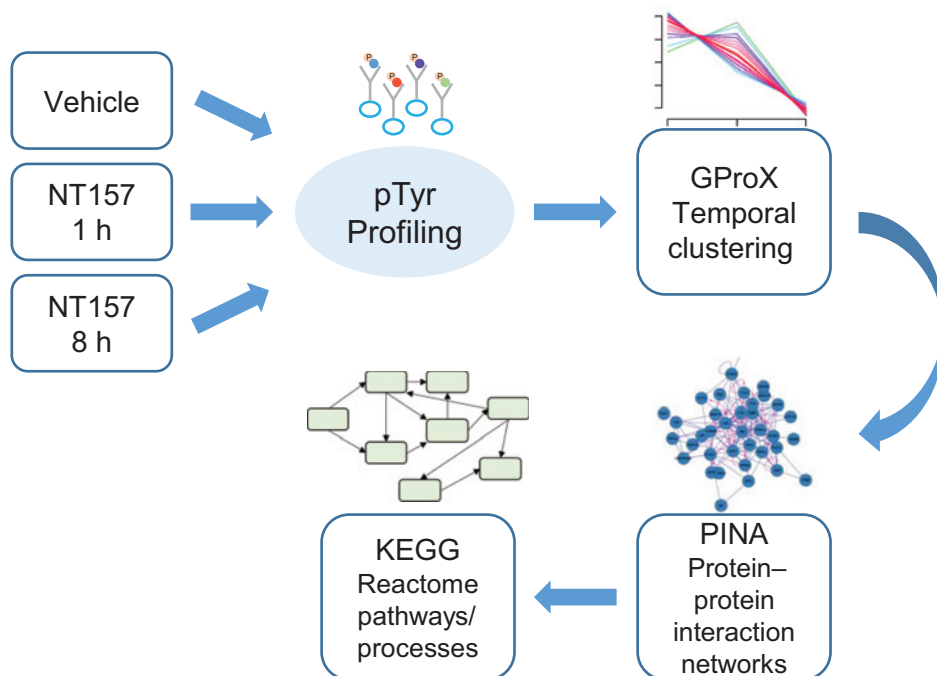 Vehicle
NT157
1 h
NT157
8 h
P
P
P
P
pTyr
Profiling
GProX
Temporal
clustering
PINA
Protein–
protein
interaction
networks
KEGG
Reactome
pathways/
processes